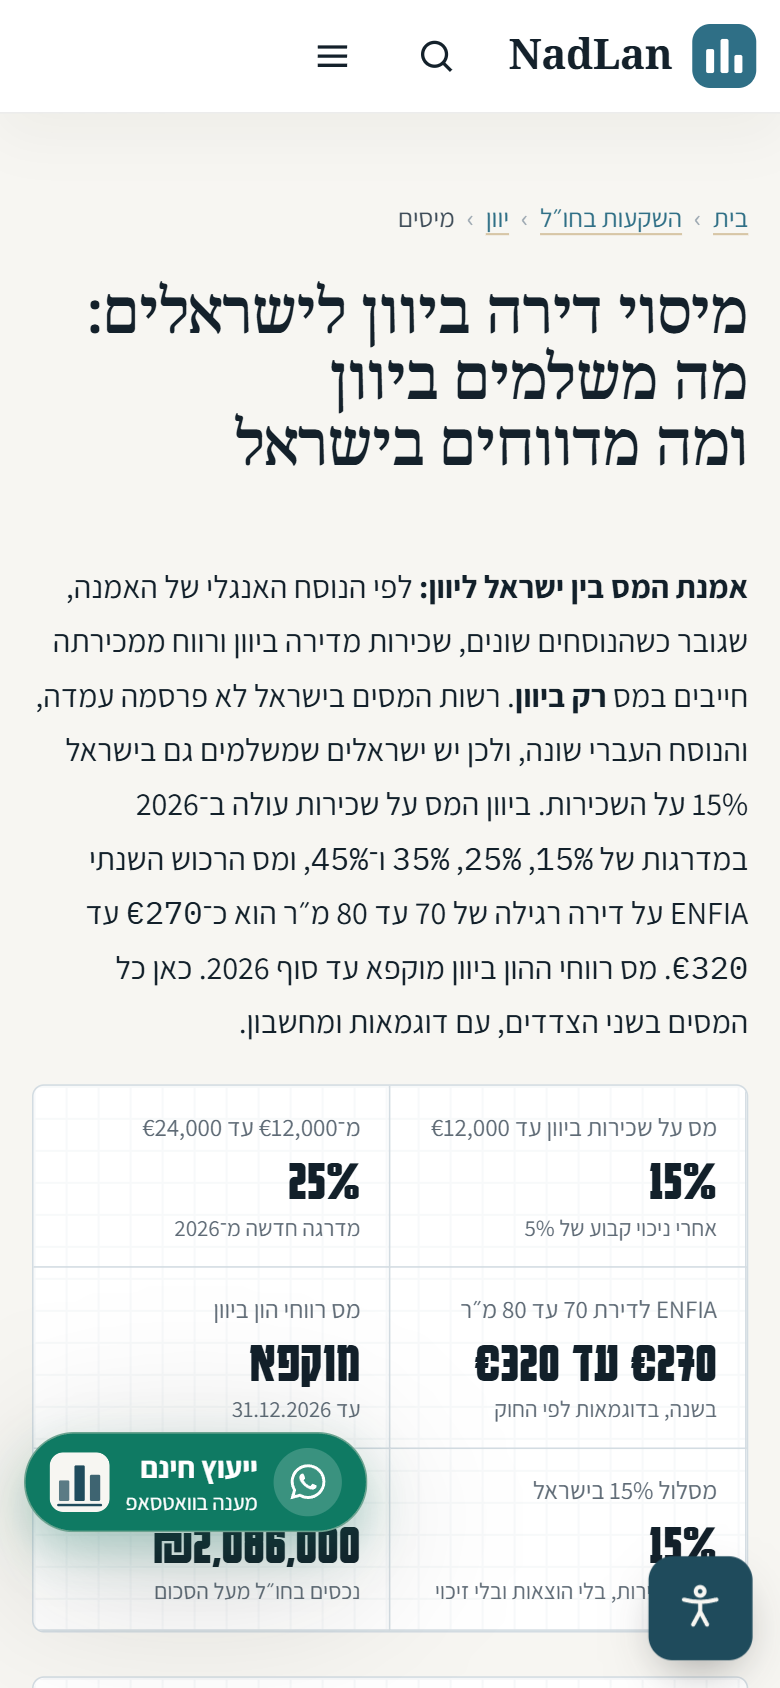 NadLan
בית › השקעות בחו״ל › יוון › מיסים
מיסוי דירה ביוון לישראלים:
מה משלמים ביוון
ומה מדווחים בישראל
אמנת המס בין ישראל ליוון: לפי הנוסח האנגלי של האמנה,
שגובר כשהנוסחים שונים, שכירות מדירה ביוון ורווח ממכירתה
חייבים במס רק ביוון. רשות המסים בישראל לא פרסמה עמדה,
והנוסח העברי שונה, ולכן יש ישראלים שמשלמים גם בישראל
15% על השכירות. ביוון המס על שכירות עולה ב־2026
במדרגות של 15%, 25%, 35% ו־45%, ומס הרכוש השנתי
ENFIA על דירה רגילה של 70 עד 80 מ״ר הוא כ־€270 עד
€320. מס רווחי ההון ביוון מוקפא עד סוף 2026. כאן כל
המסים בשני הצדדים, עם דוגמאות ומחשבון.
מס על שכירות ביוון עד €12,000
15%
אחרי ניכוי קבוע של 5%
מ־€12,000 עד €24,000
25%
מדרגה חדשה מ־2026
ENFIA לדירת 70 עד 80 מ״ר
€270 עד €320
בשנה, בדוגמאות לפי החוק
מס רווחי הון ביוון
מוקפא
עד 31.12.2026
מסלול 15% בישראל
15%
בלי הוצאות ובלי זיכוי
₪2,086,000
נכסים בחו״ל מעל הסכום
ייעוץ חינם
מענה בוואטסאפ